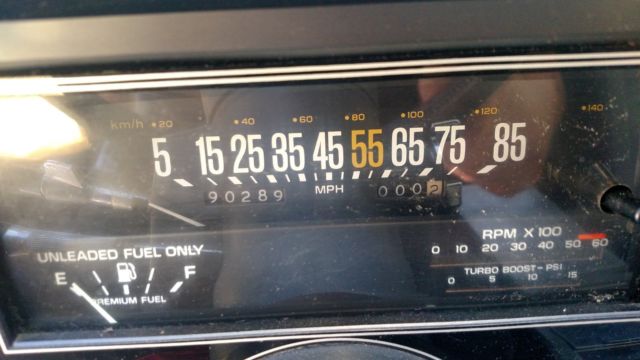 km/h 20 40 60 80 100 120 140
5 15 25 35 45 55 65 75 85
90289 MPH 0002
UNLEADED FUEL ONLY
RPM X 100
0 10 20 30 40 50 60
E F
TURBO BOOST-PSI
0 5 10 15
PREMIUM FUEL